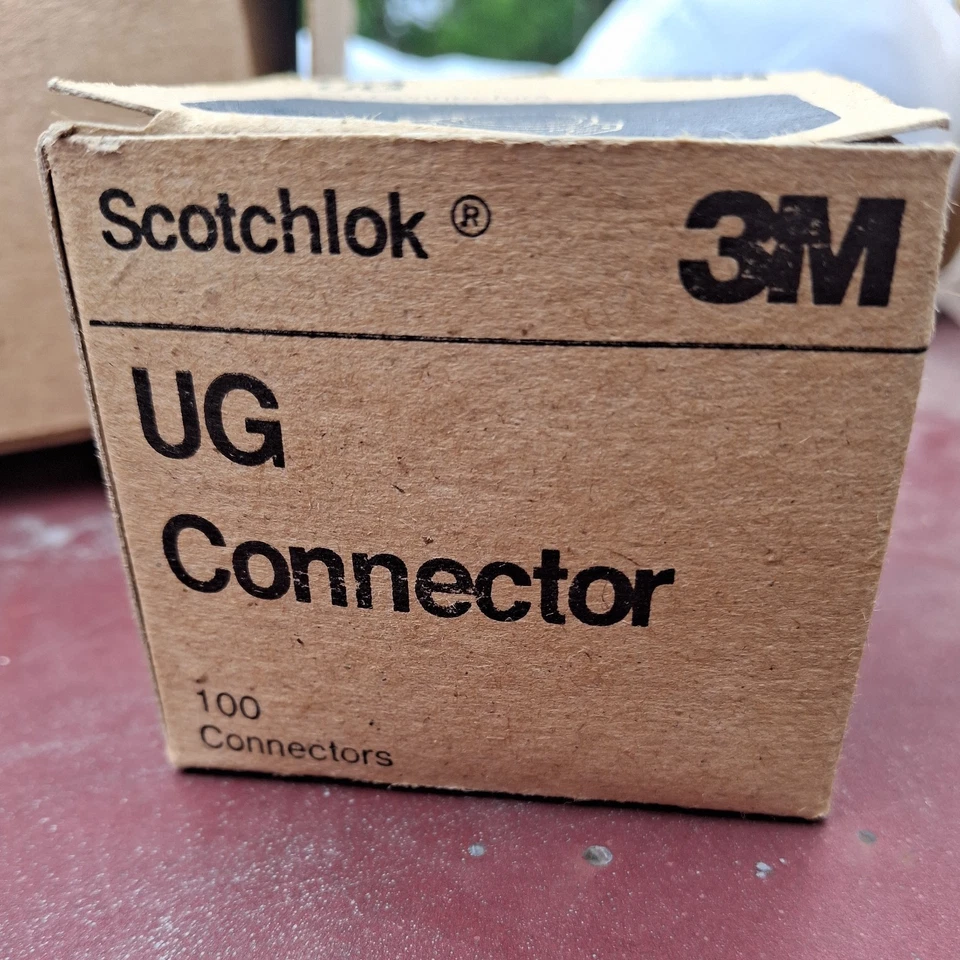 Scotchlok ® 3M
UG
Connector
100
Connectors